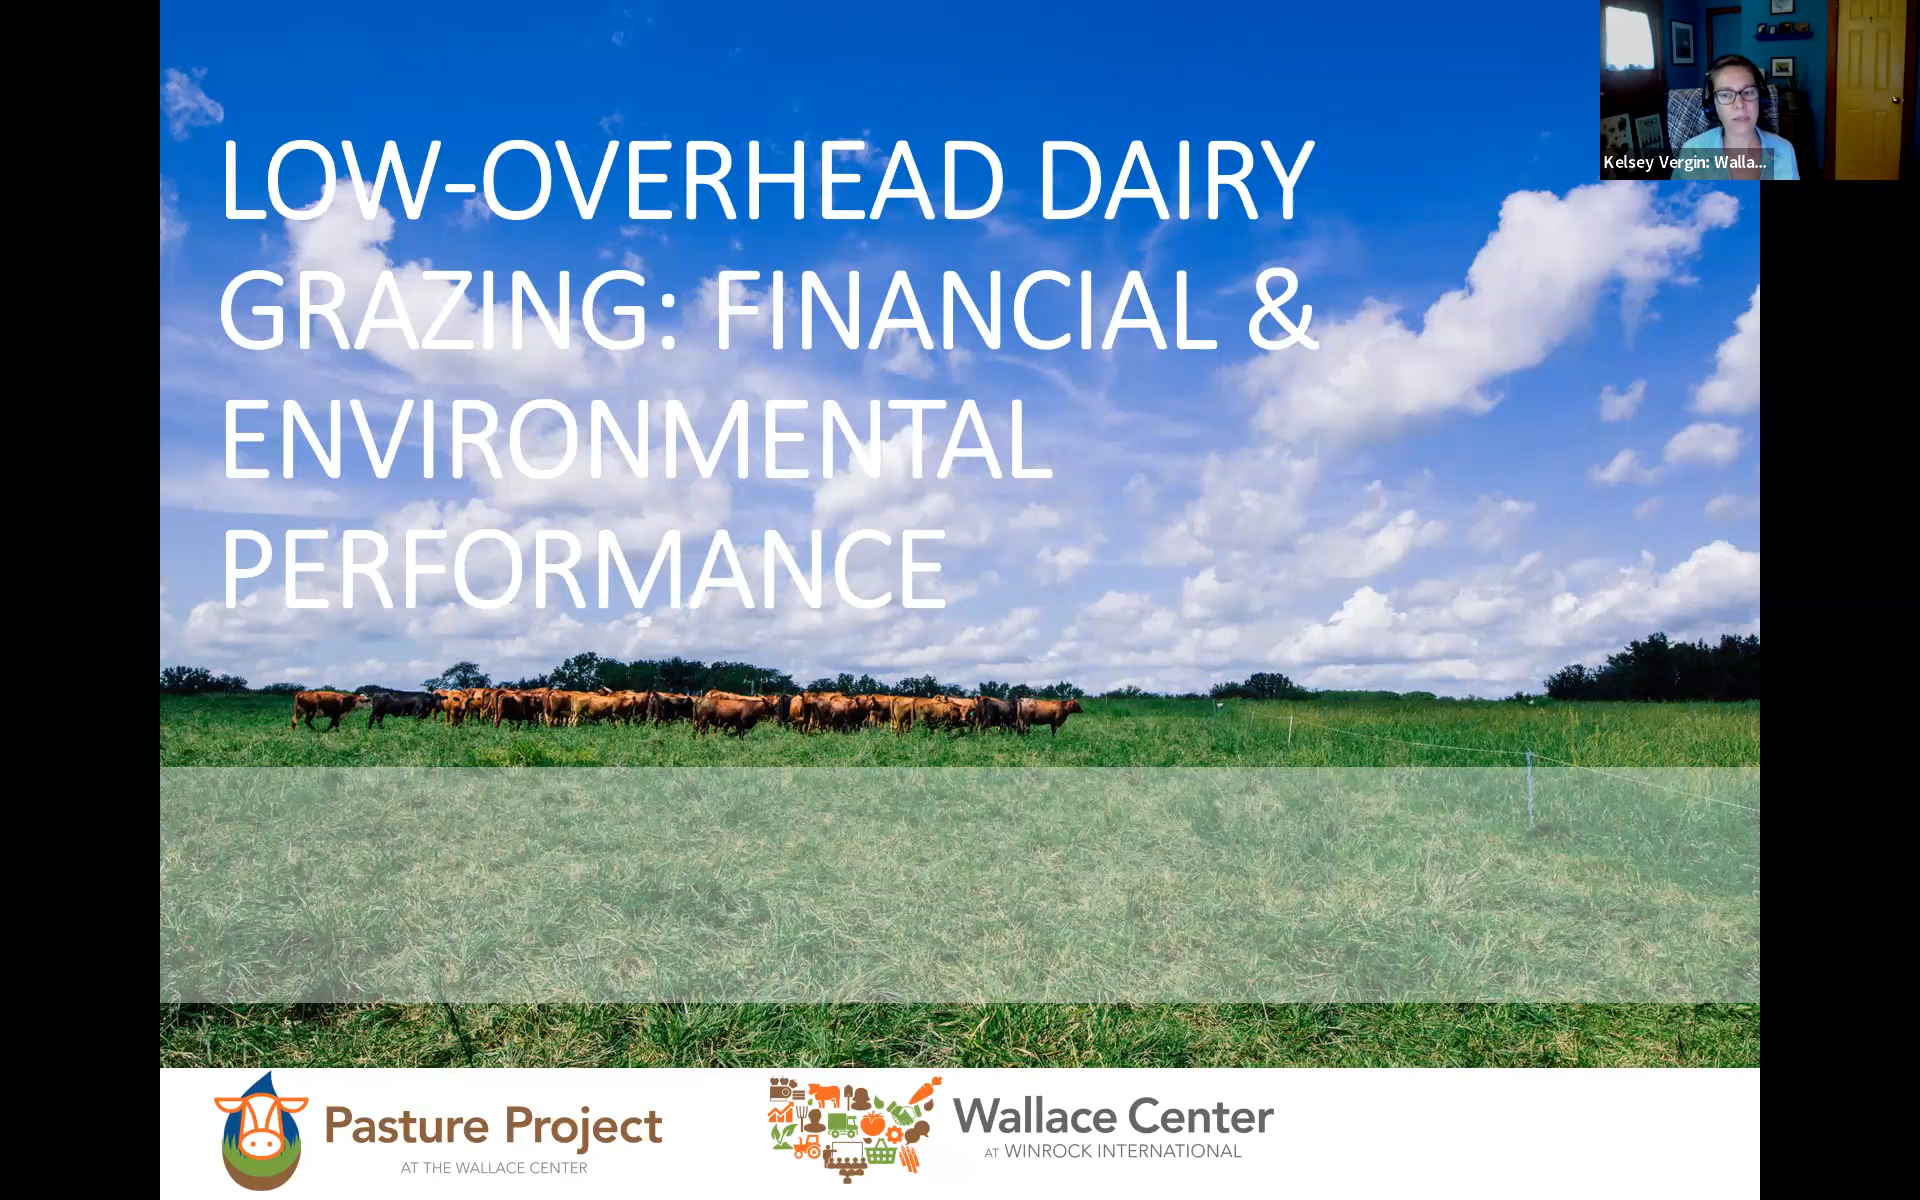 LOW-OVERHEAD DAIRY
GRAZING: FINANCIAL &
ENVIRONMENTAL
PERFORMANCE
Kelsey Vergin: Walla...
Pasture Project
AT THE WALLACE CENTER
Wallace Center
AT WINROCK INTERNATIONAL